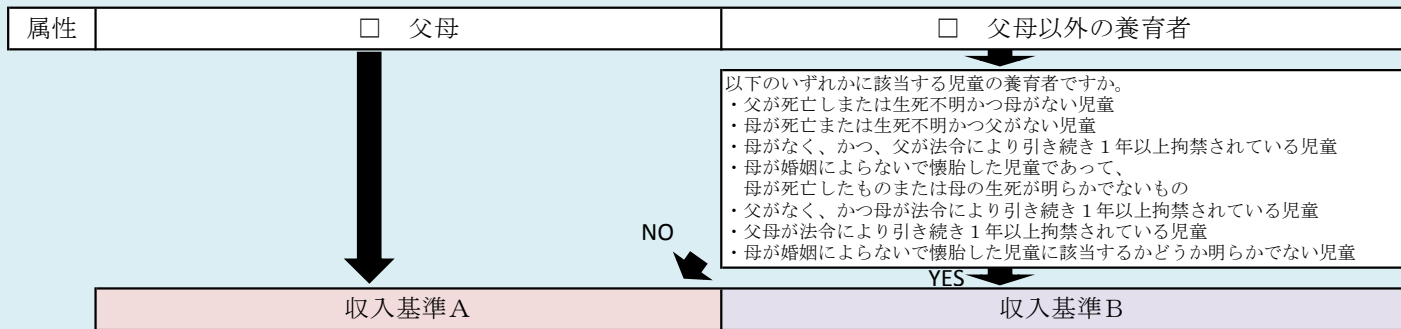 属性
□　父母
□　父母以外の養育者
以下のいずれかに該当する児童の養育者ですか。
・父が死亡しまたは生死不明かつ母がない児童
・母が死亡または生死不明かつ父がない児童
・母がなく、かつ、父が法令により引き続き１年以上拘禁されている児童
・母が婚姻によらないで懐胎した児童であって、
　母が死亡したものまたは母の生死が明らかでないもの
・父がなく、かつ母が法令により引き続き１年以上拘禁されている児童
・父母が法令により引き続き１年以上拘禁されている児童
・母が婚姻によらないで懐胎した児童に該当するかどうか明らかでない児童
NO
YES
収入基準Ａ
収入基準Ｂ